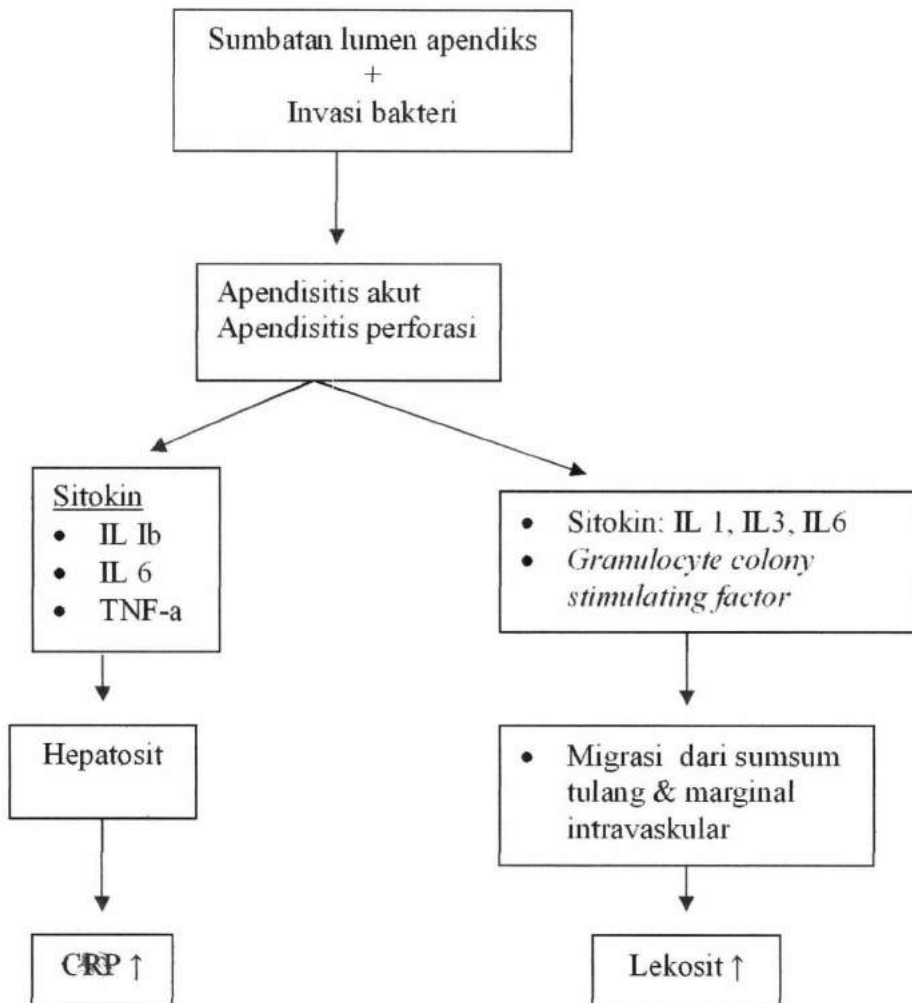 Sumbatan lumen apendiks
+
Invasi bakteri
Apendisitis akut
Apendisitis perforasi
Sitokin
• IL Ib
• IL 6
• TNF-a
• Sitokin: IL 1, IL3, IL6
• Granulocyte colony
stimulating factor
Hepatosit
• Migrasi dari sumsum
tulang & marginal
intravaskular
CRP ↑
Lekosit ↑